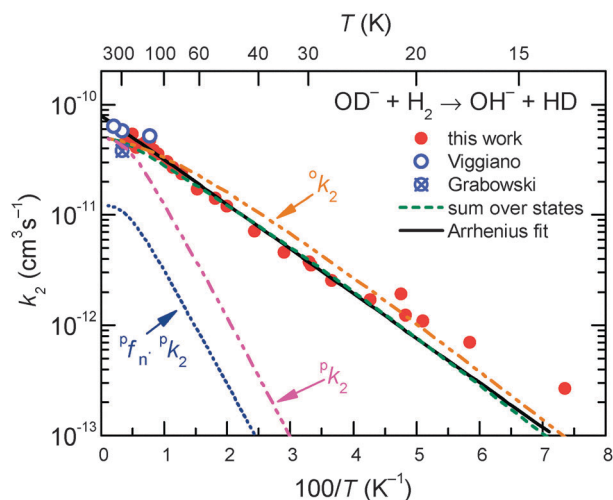 T (K)
300 100 60 40 30 20 15
OD⁻ + H₂ → OH⁻ + HD
this work
Viggiano
Grabowski
sum over states
Arrhenius fit
ᵒk₂
ᵖfₙ· ᵖk₂
ᵖk₂
k₂ (cm³ s⁻¹)
10⁻¹⁰
10⁻¹¹
10⁻¹²
10⁻¹³
0 1 2 3 4 5 6 7 8
100/T (K⁻¹)